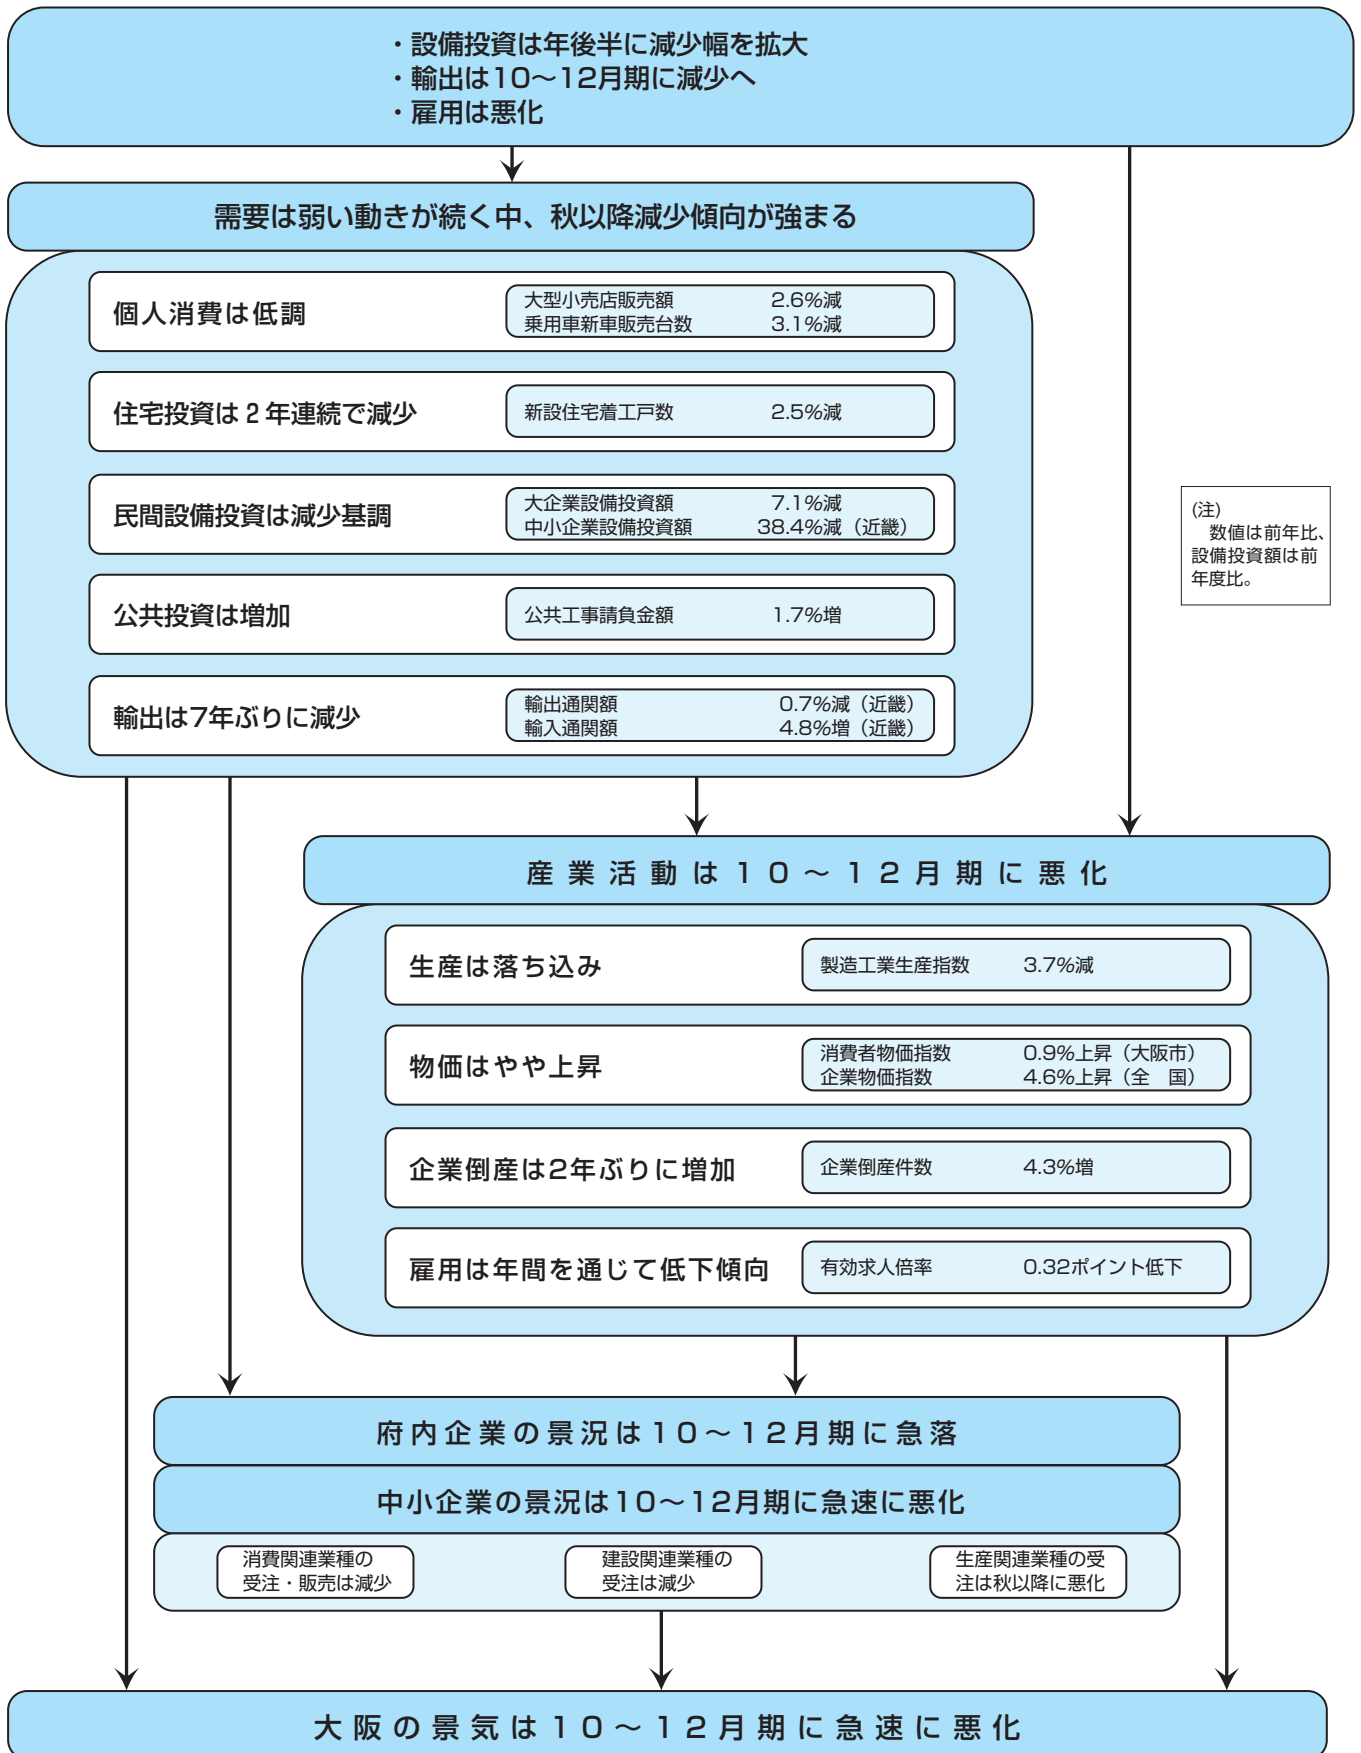 ・設備投資は年後半に減少幅を拡大
・輸出は10～12月期に減少へ
・雇用は悪化
需要は弱い動きが続く中、秋以降減少傾向が強まる
個人消費は低調
大型小売店販売額 2.6%減
乗用車新車販売台数 3.1%減
住宅投資は２年連続で減少
新設住宅着工戸数 2.5%減
民間設備投資は減少基調
大企業設備投資額 7.1%減
中小企業設備投資額 38.4%減（近畿）
公共投資は増加
公共工事請負金額 1.7%増
輸出は7年ぶりに減少
輸出通関額 0.7%減（近畿）
輸入通関額 4.8%増（近畿）
(注)
数値は前年比、
設備投資額は前
年度比。
産業活動は１０～１２月期に悪化
生産は落ち込み
製造工業生産指数 3.7%減
物価はやや上昇
消費者物価指数 0.9%上昇（大阪市）
企業物価指数 4.6%上昇（全　国）
企業倒産は2年ぶりに増加
企業倒産件数 4.3%増
雇用は年間を通じて低下傾向
有効求人倍率 0.32ポイント低下
府内企業の景況は１０～１２月期に急落
中小企業の景況は10～12月期に急速に悪化
消費関連業種の
受注・販売は減少
建設関連業種の
受注は減少
生産関連業種の受
注は秋以降に悪化
大阪の景気は１０～１２月期に急速に悪化